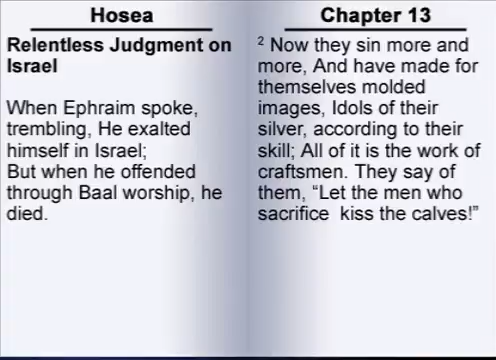 Hosea
Relentless Judgment on
Israel
When Ephraim spoke,
trembling, He exalted
himself in Israel;
But when he offended
through Baal worship, he
died.
Chapter 13
2 Now they sin more and
more, And have made for
themselves molded
images, Idols of their
silver, according to their
skill; All of it is the work of
craftsmen. They say of
them, “Let the men who
sacrifice kiss the calves!”